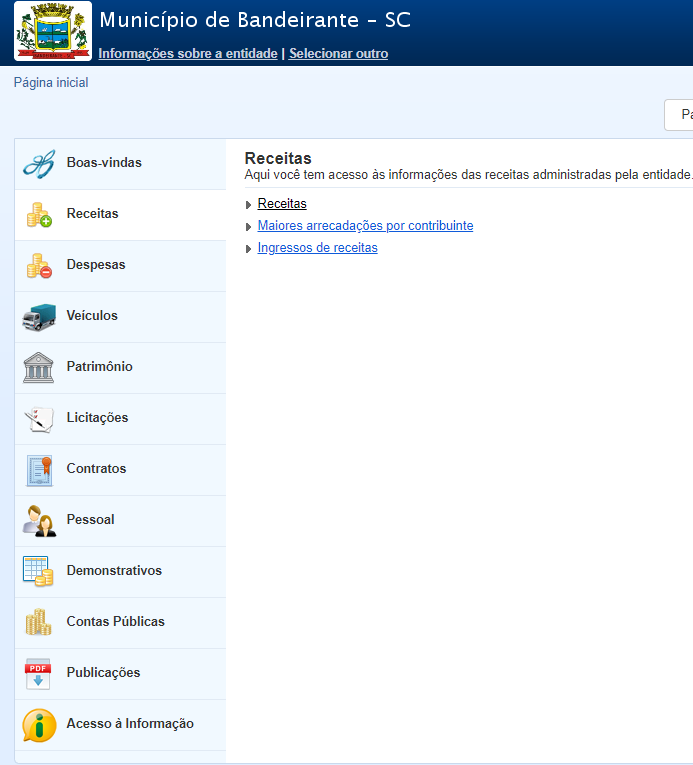 Município de Bandeirante - SC
Informações sobre a entidade | Selecionar outro
Página inicial
Boas-vindas
Receitas
Despesas
Veículos
Patrimônio
Licitações
Contratos
Pessoal
Demonstrativos
Contas Públicas
PDF
Publicações
Acesso à Informação
Receitas
Aqui você tem acesso às informações das receitas administradas pela entidade.
Receitas
Maiores arrecadações por contribuinte
Ingressos de receitas